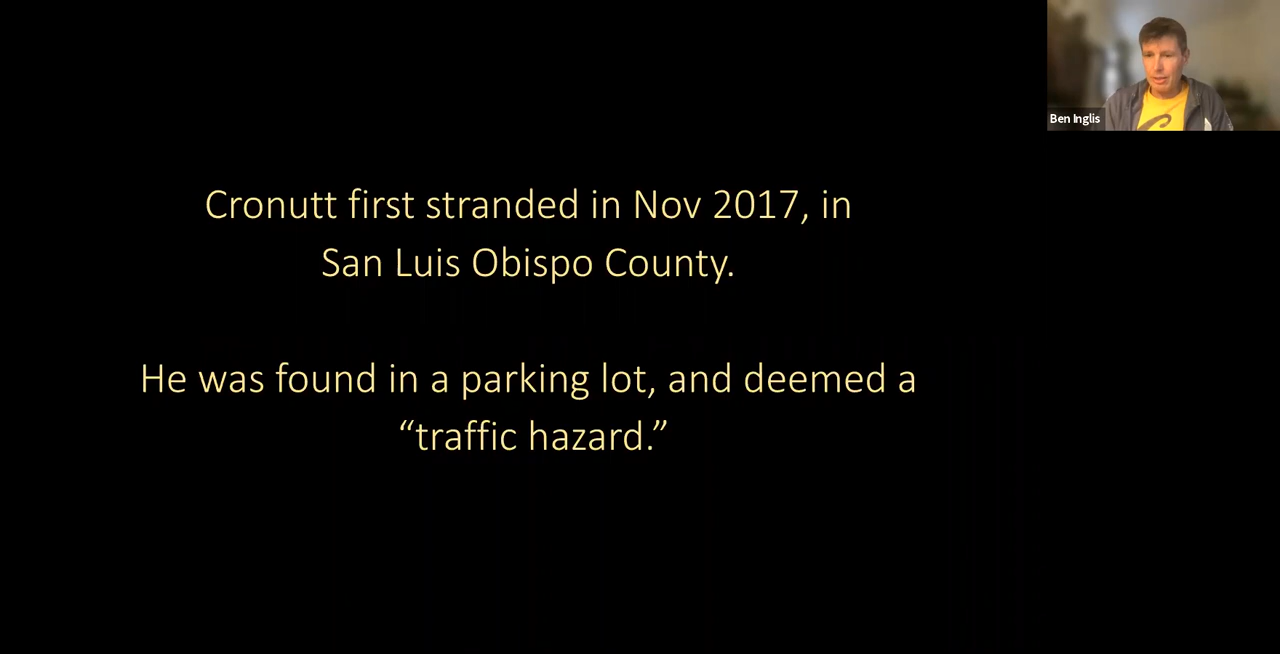 Ben Inglis
Cronutt first stranded in Nov 2017, in
San Luis Obispo County.
He was found in a parking lot, and deemed a
“traffic hazard.”